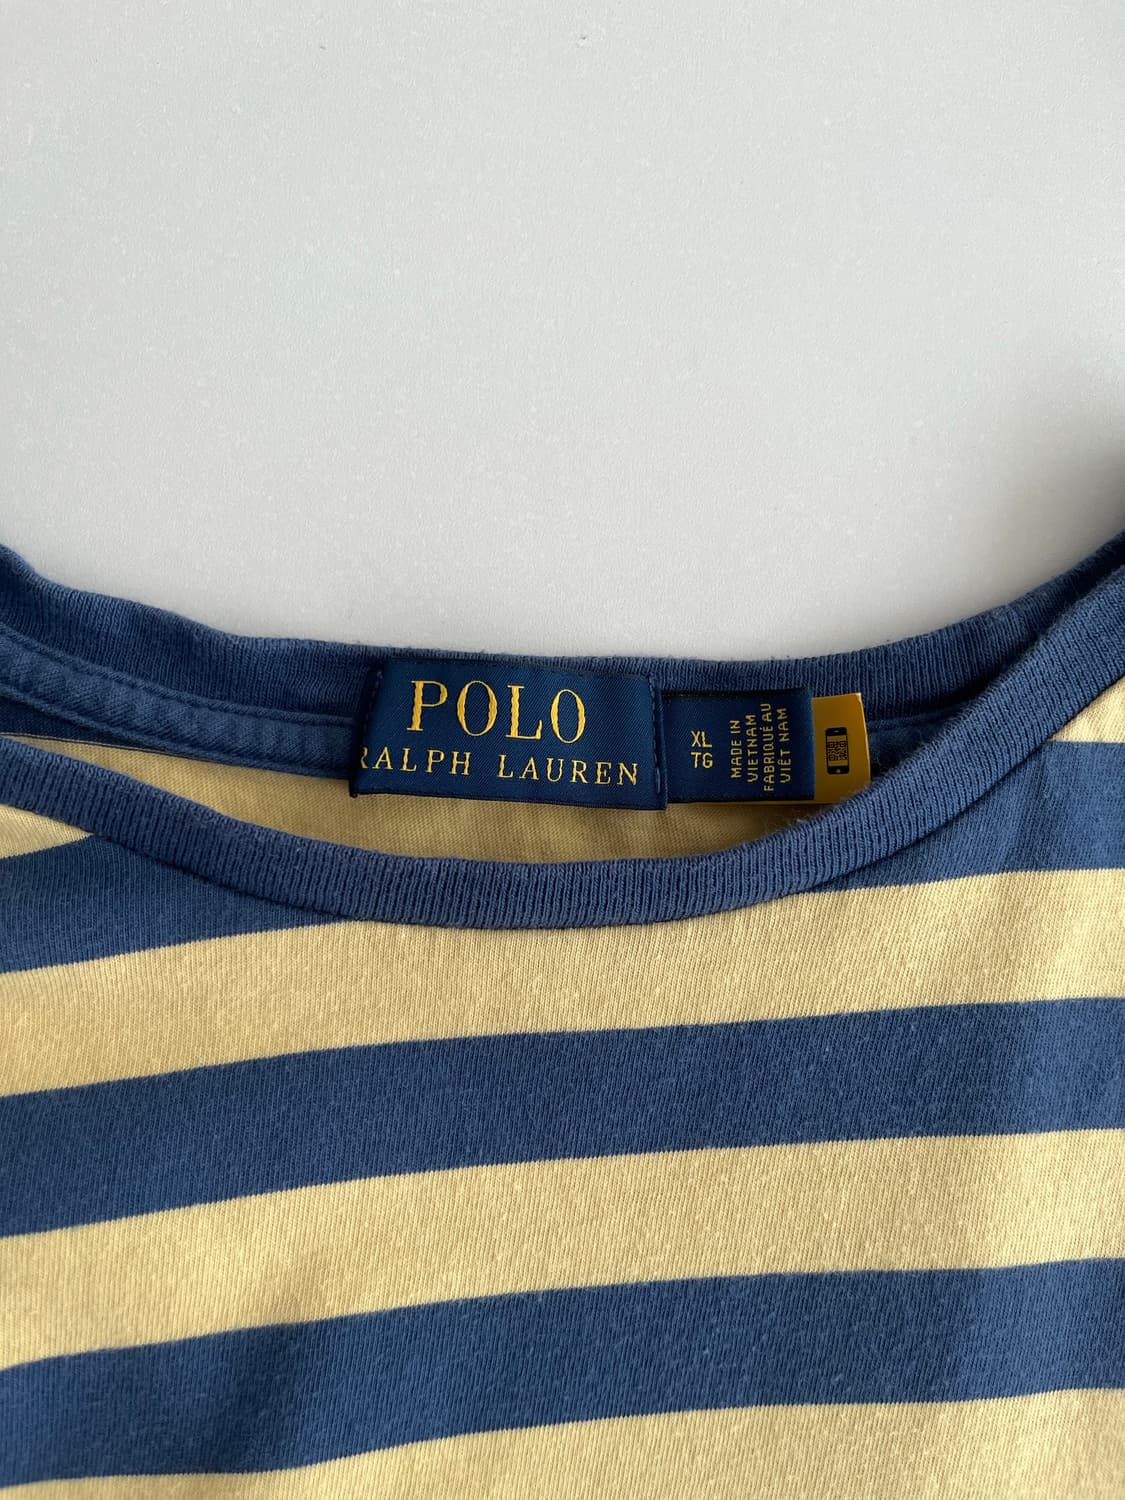 POLO
RALPH LAUREN
XL
TG
MADE IN
VIETNAM
FABRIQUÉ AU
VIÊT NAM